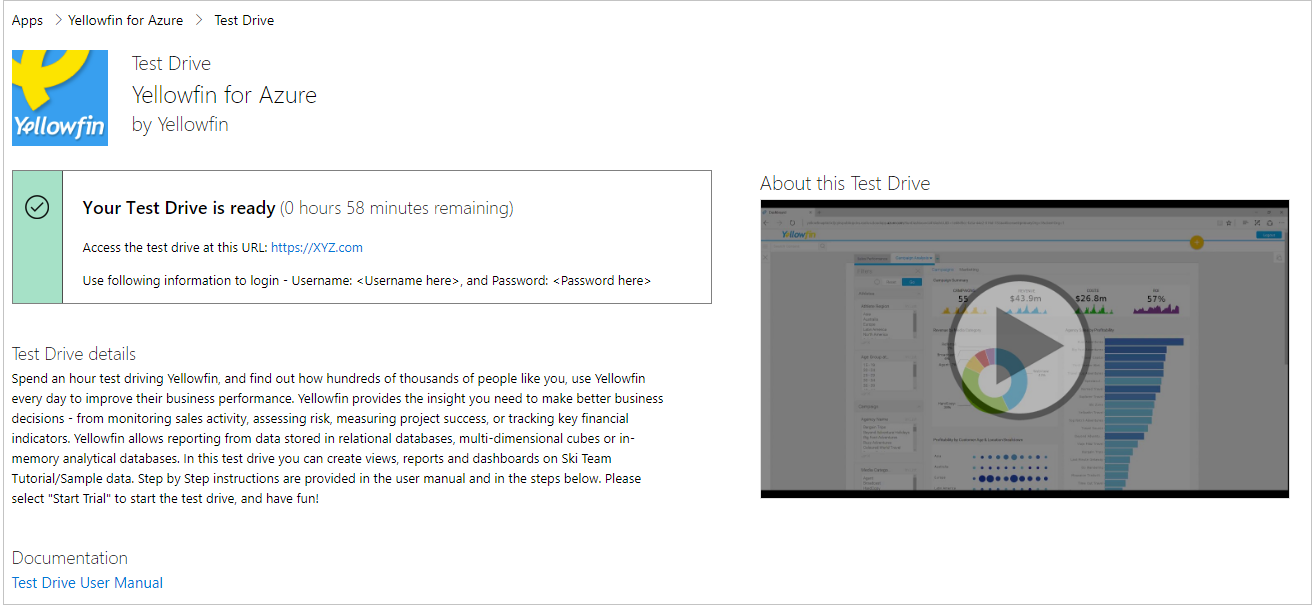 Apps > Yellowfin for Azure > Test Drive
Yellowfin
Test Drive
Yellowfin for Azure
by Yellowfin
Your Test Drive is ready (0 hours 58 minutes remaining)
Access the test drive at this URL: https://XYZ.com
Use following information to login - Username: <Username here>, and Password: <Password here>
Test Drive details
Spend an hour test driving Yellowfin, and find out how hundreds of thousands of people like you, use Yellowfin
every day to improve their business performance. Yellowfin provides the insight you need to make better business
decisions - from monitoring sales activity, assessing risk, measuring project success, or tracking key financial
indicators. Yellowfin allows reporting from data stored in relational databases, multi-dimensional cubes or in-
memory analytical databases. In this test drive you can create views, reports and dashboards on Ski Team
Tutorial/Sample data. Step by Step instructions are provided in the user manual and in the steps below. Please
select "Start Trial" to start the test drive, and have fun!
Documentation
Test Drive User Manual
About this Test Drive
Yellowfin
Campaign Summary
55
$43.9m
$26.8m
57%